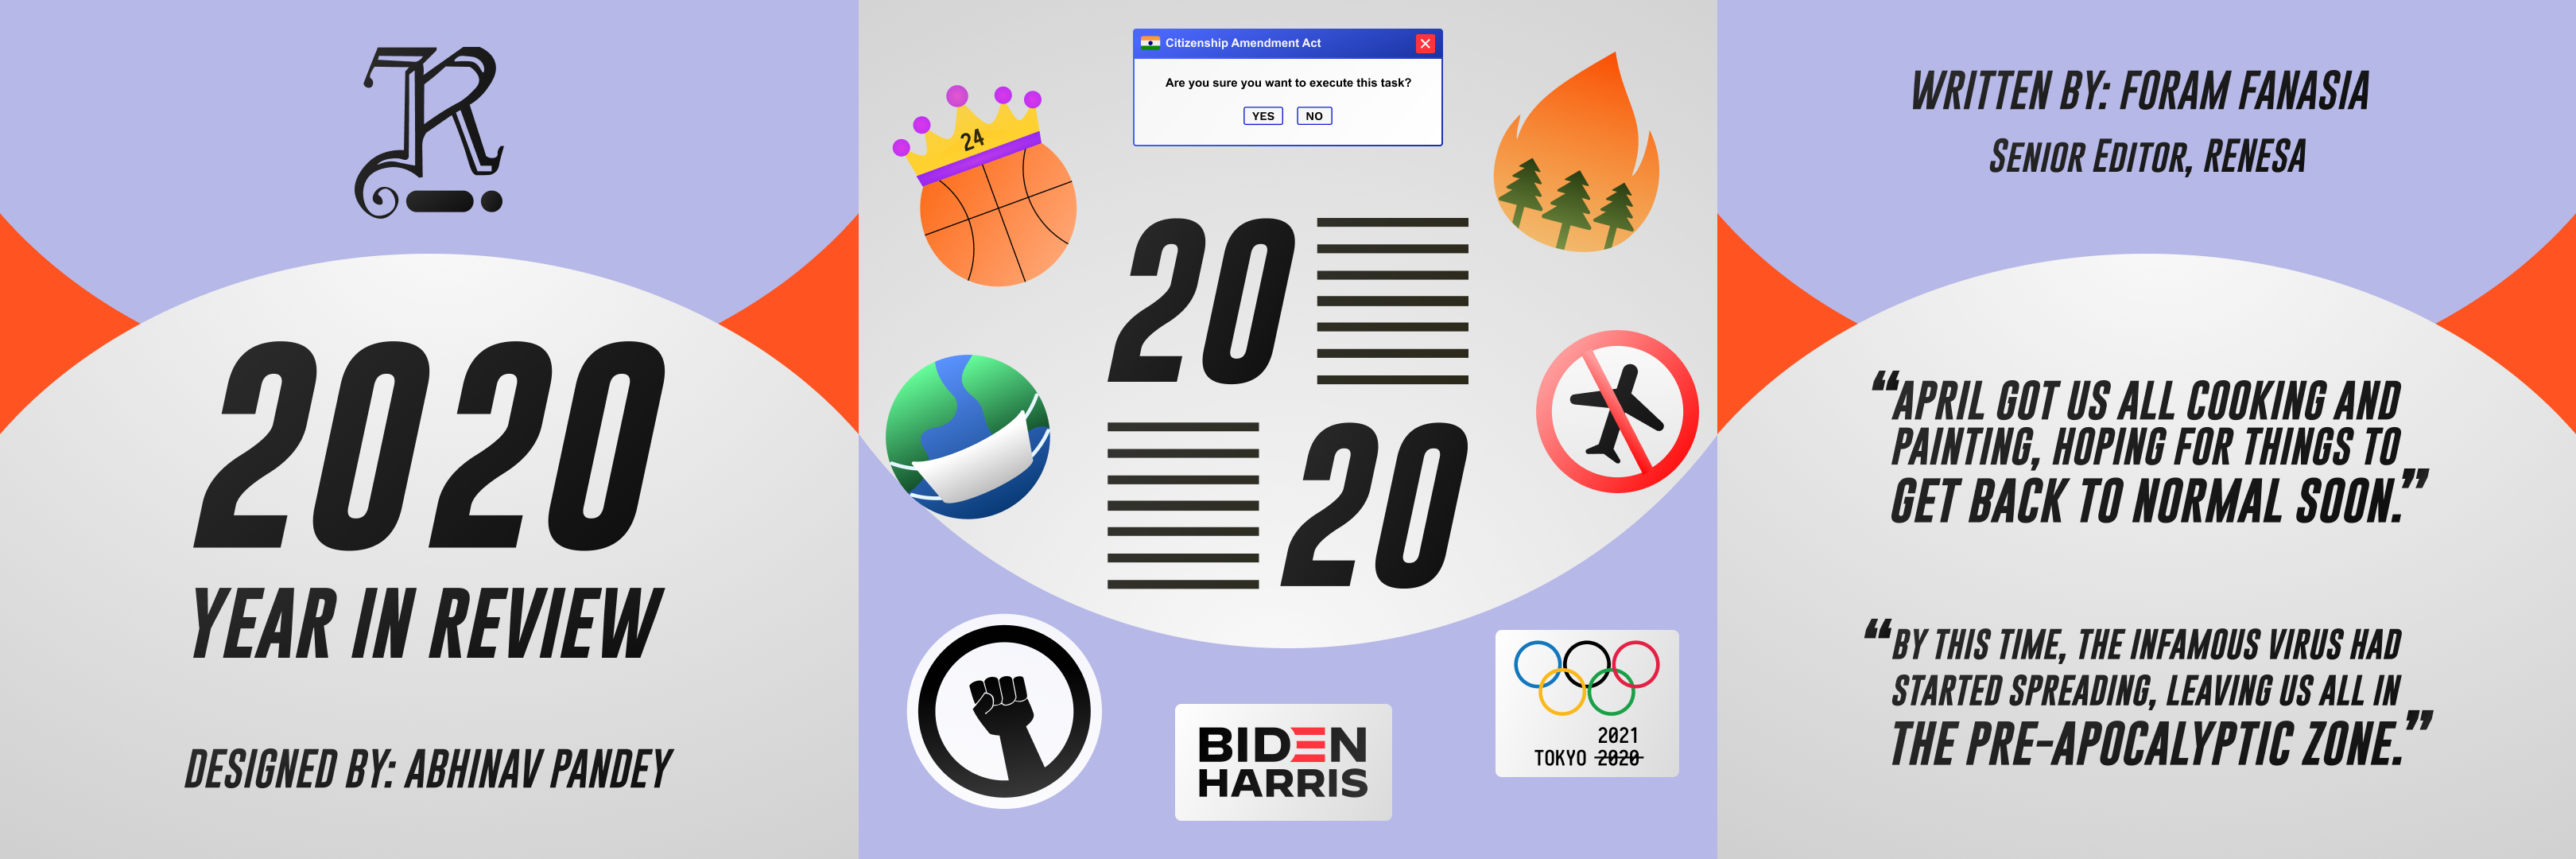 R
2020
YEAR IN REVIEW
DESIGNED BY: ABHINAV PANDEY
Citizenship Amendment Act
Are you sure you want to execute this task?
YES NO
24
20
20
BIDEN
HARRIS
2021
TOKYO 2020
WRITTEN BY: FORAM FANASIA
SENIOR EDITOR, RENESA
“APRIL GOT US ALL COOKING AND
PAINTING, HOPING FOR THINGS TO
GET BACK TO NORMAL SOON.”
“BY THIS TIME, THE INFAMOUS VIRUS HAD
STARTED SPREADING, LEAVING US ALL IN
THE PRE-APOCALYPTIC ZONE.”